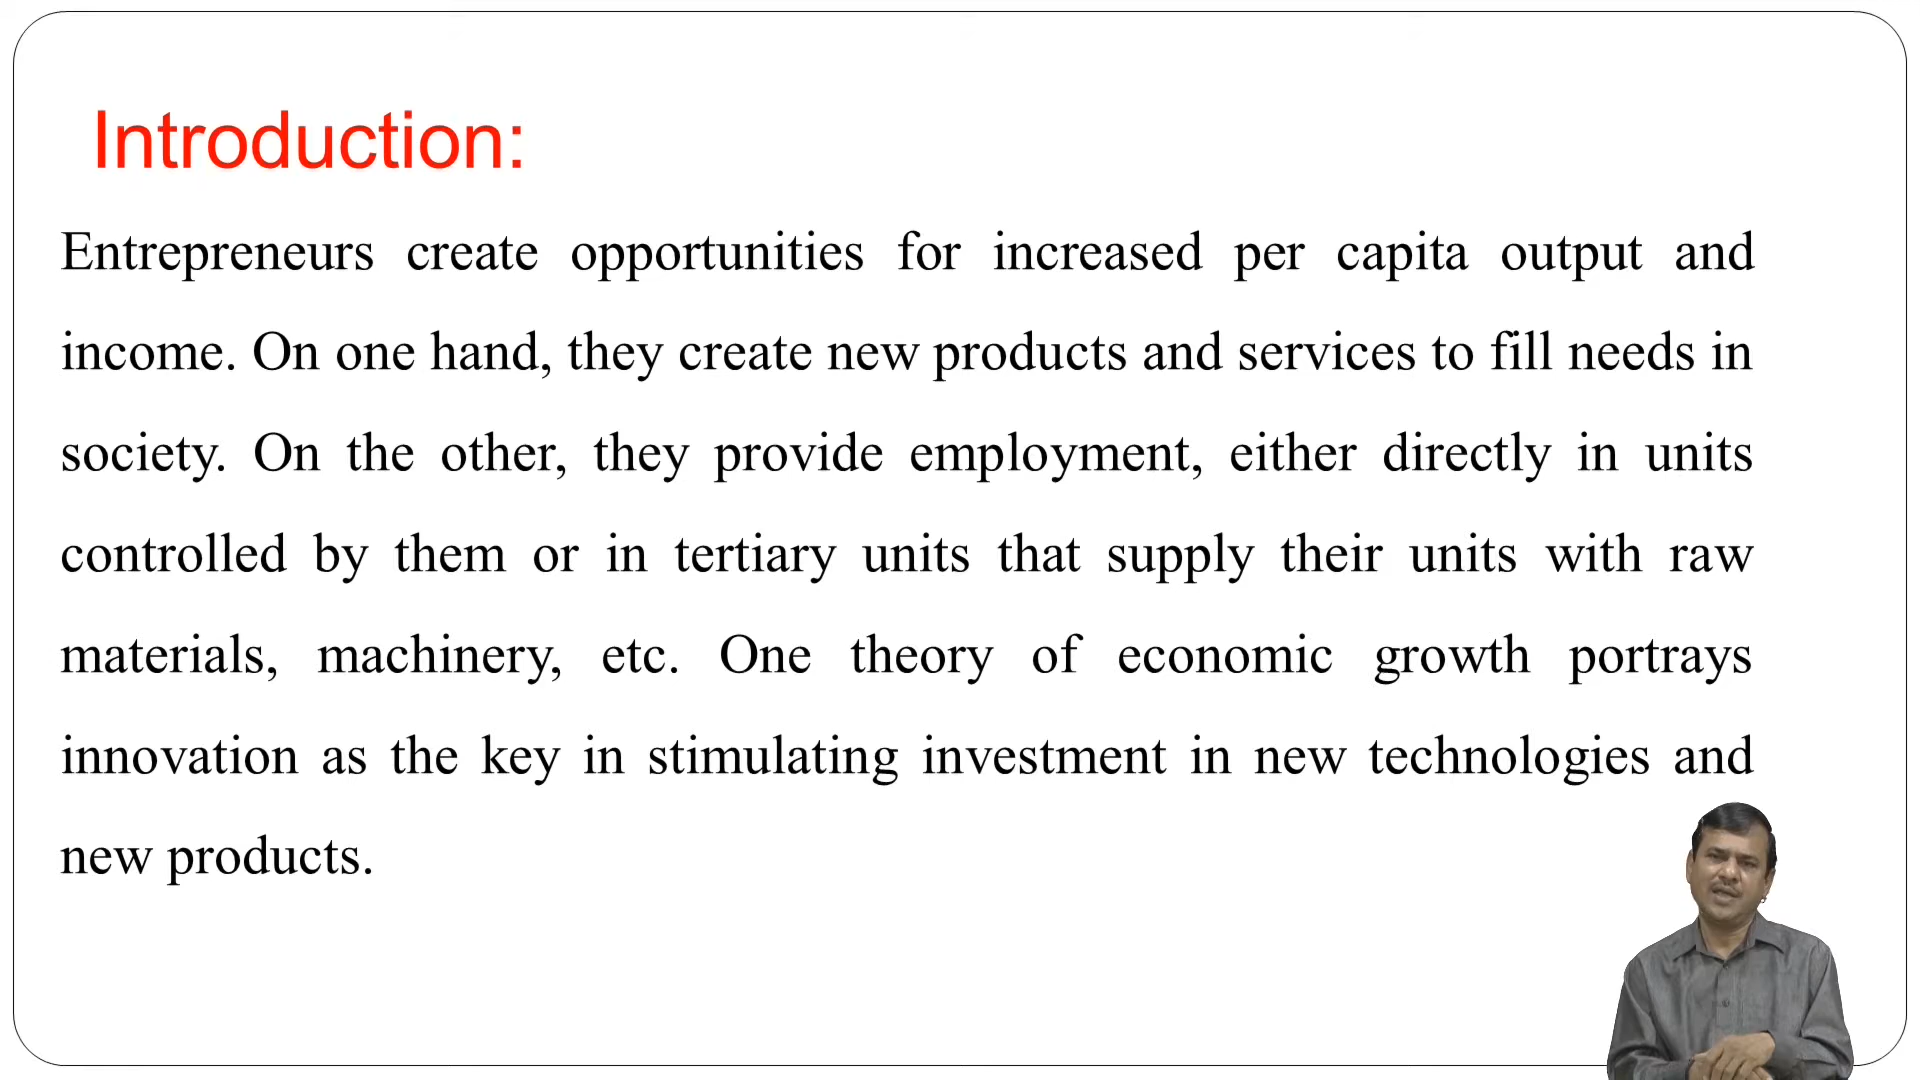 Introduction:
Entrepreneurs create opportunities for increased per capita output and
income. On one hand, they create new products and services to fill needs in
society. On the other, they provide employment, either directly in units
controlled by them or in tertiary units that supply their units with raw
materials, machinery, etc. One theory of economic growth portrays
innovation as the key in stimulating investment in new technologies and
new products.